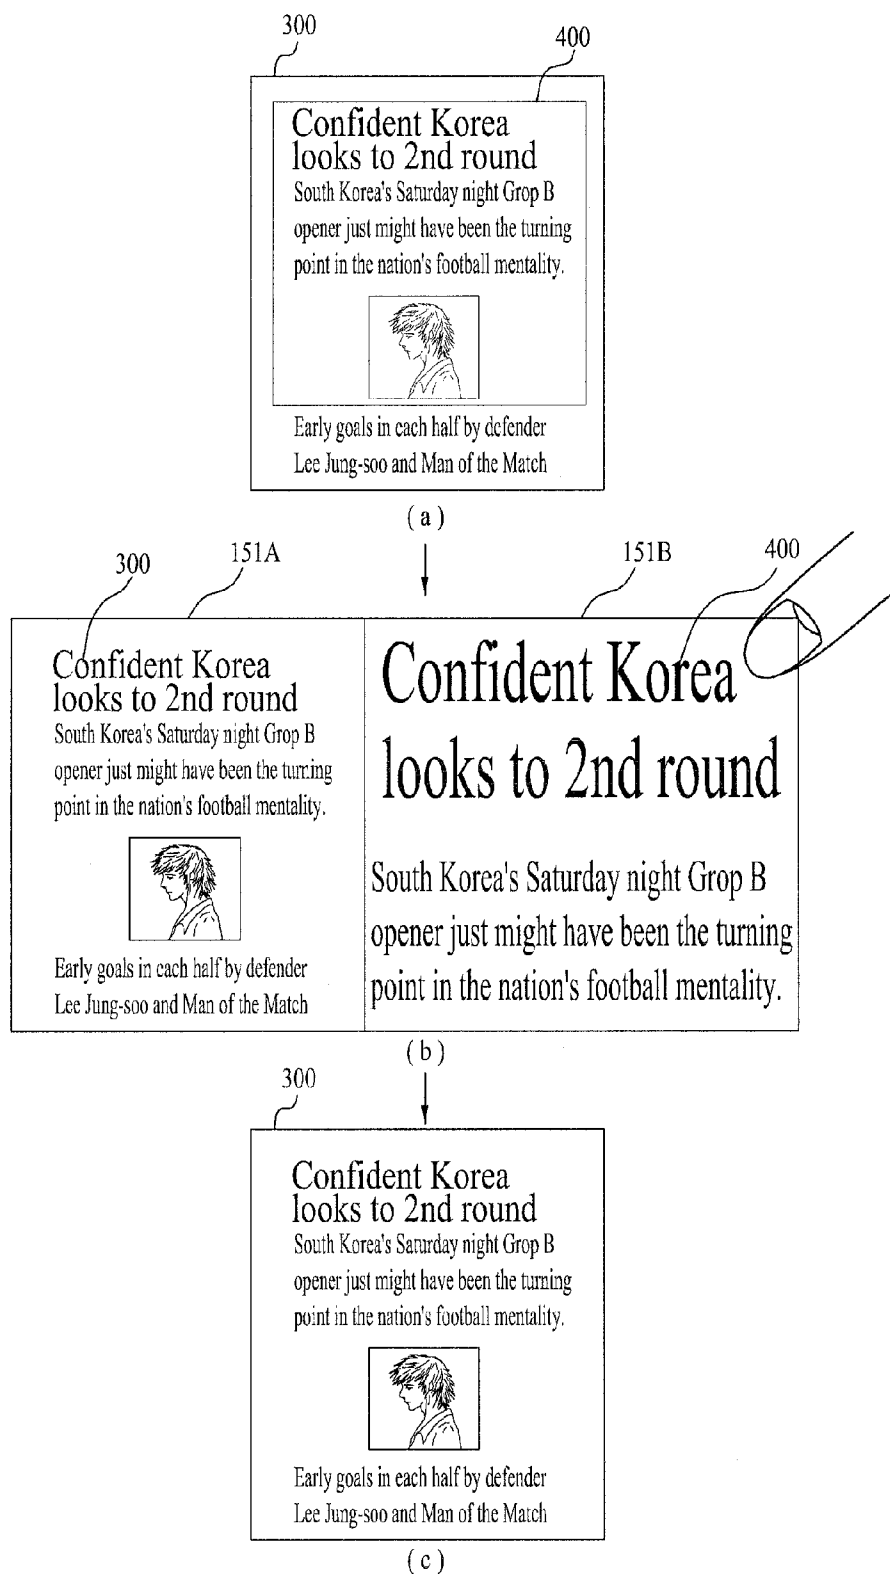 300
400
Confident Korea
looks to 2nd round
South Korea's Saturday night Grop B
opener just might have been the turning
point in the nation's football mentality.
Early goals in each half by defender
Lee Jung-soo and Man of the Match
(a)
300
151A
151B
400
Confident Korea
looks to 2nd round
South Korea's Saturday night Grop B
opener just might have been the turning
point in the nation's football mentality.
Early goals in each half by defender
Lee Jung-soo and Man of the Match
Confident Korea
looks to 2nd round
South Korea's Saturday night Grop B
opener just might have been the turning
point in the nation's football mentality.
(b)
300
Confident Korea
looks to 2nd round
South Korea's Saturday night Grop B
opener just might have been the turning
point in the nation's football mentality.
Early goals in each half by defender
Lee Jung-soo and Man of the Match
(c)